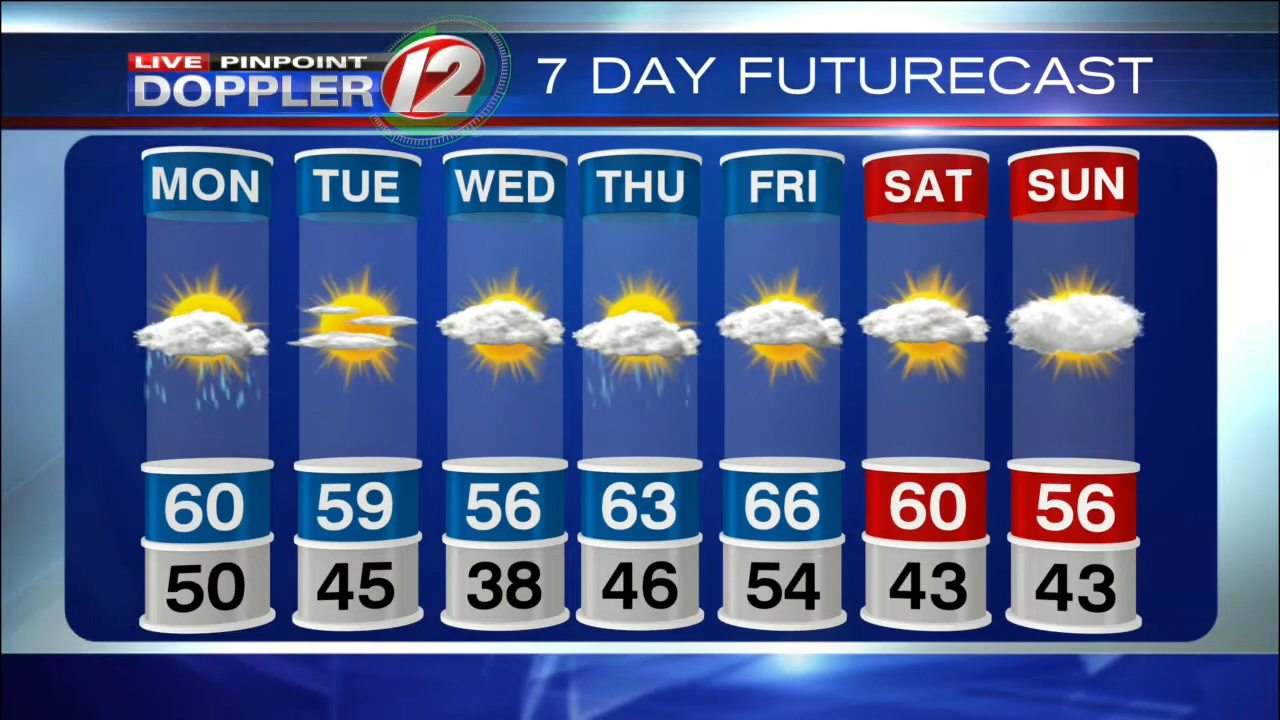 LIVE PINPOINT
DOPPLER 12
7 DAY FUTURECAST
MON TUE WED THU FRI SAT SUN
60 59 56 63 66 60 56
50 45 38 46 54 43 43